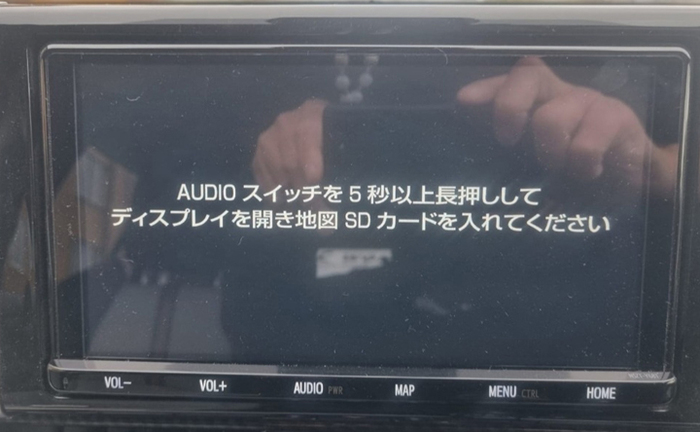 AUDIO スイッチを 5 秒以上長押しして
ディスプレイを開き地図 SD カードを入れてください
VOL− VOL+ AUDIO PWR MAP MENU CTRL HOME